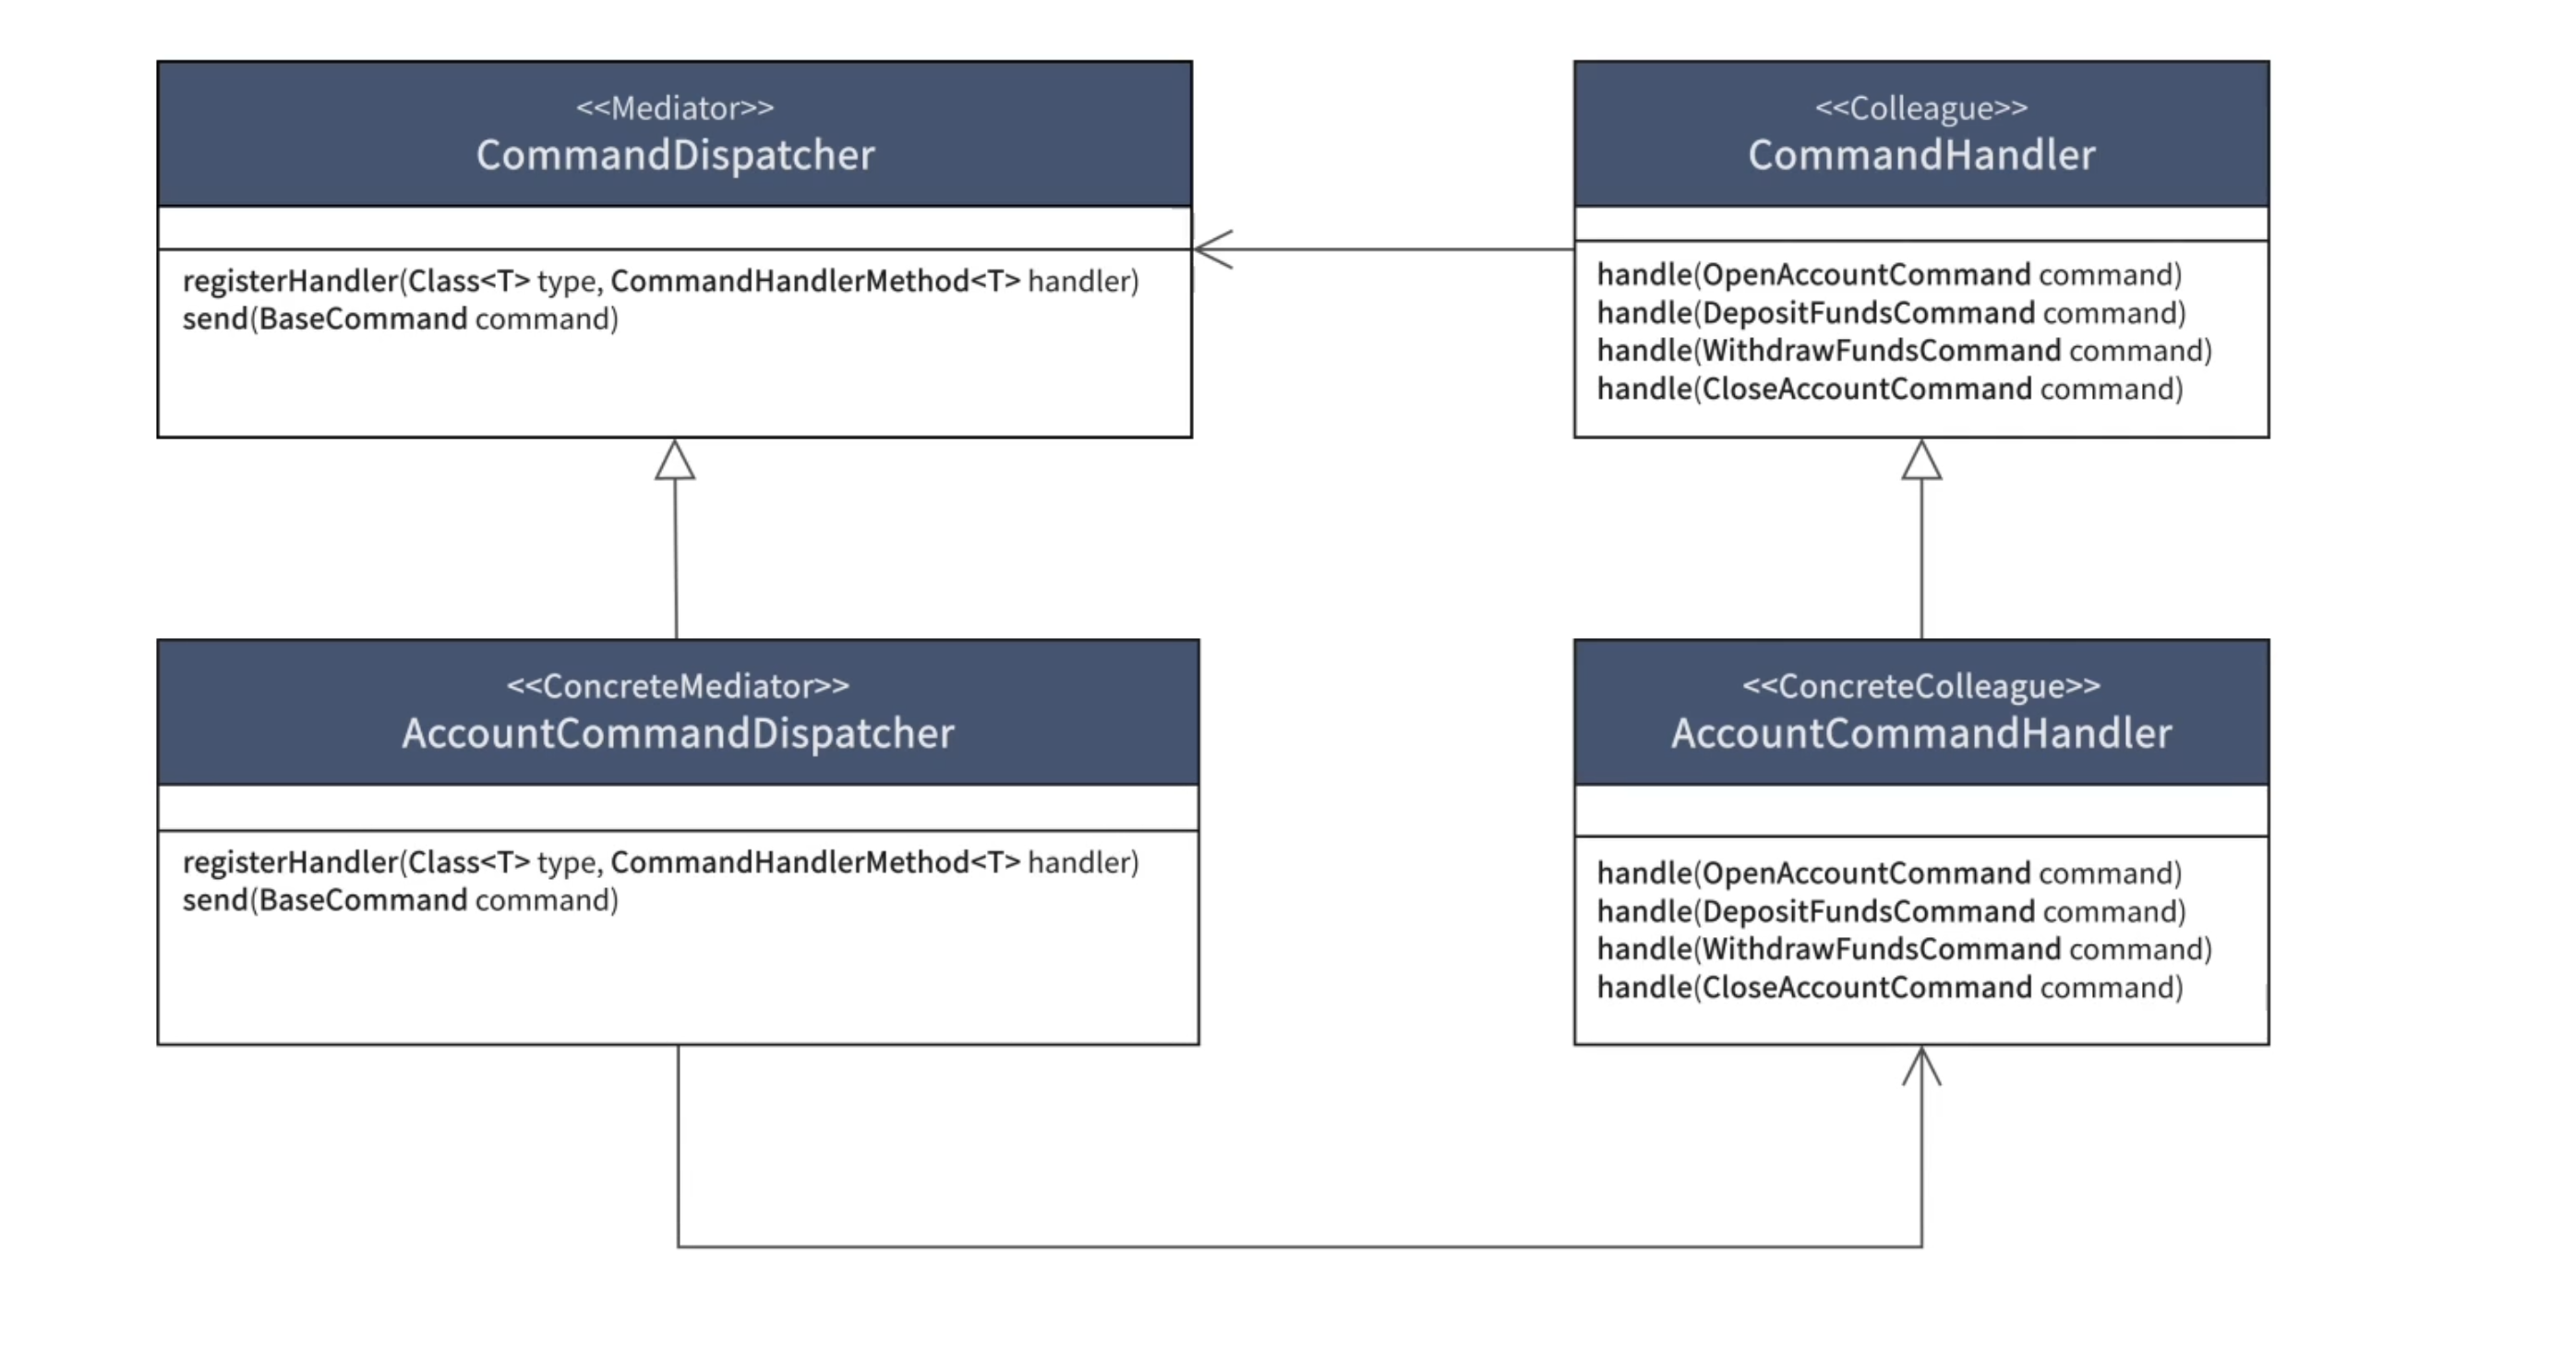 <<Mediator>>
CommandDispatcher
registerHandler(Class<T> type, CommandHandlerMethod<T> handler)
send(BaseCommand command)
<<Colleague>>
CommandHandler
handle(OpenAccountCommand command)
handle(DepositFundsCommand command)
handle(WithdrawFundsCommand command)
handle(CloseAccountCommand command)
<<ConcreteMediator>>
AccountCommandDispatcher
registerHandler(Class<T> type, CommandHandlerMethod<T> handler)
send(BaseCommand command)
<<ConcreteColleague>>
AccountCommandHandler
handle(OpenAccountCommand command)
handle(DepositFundsCommand command)
handle(WithdrawFundsCommand command)
handle(CloseAccountCommand command)